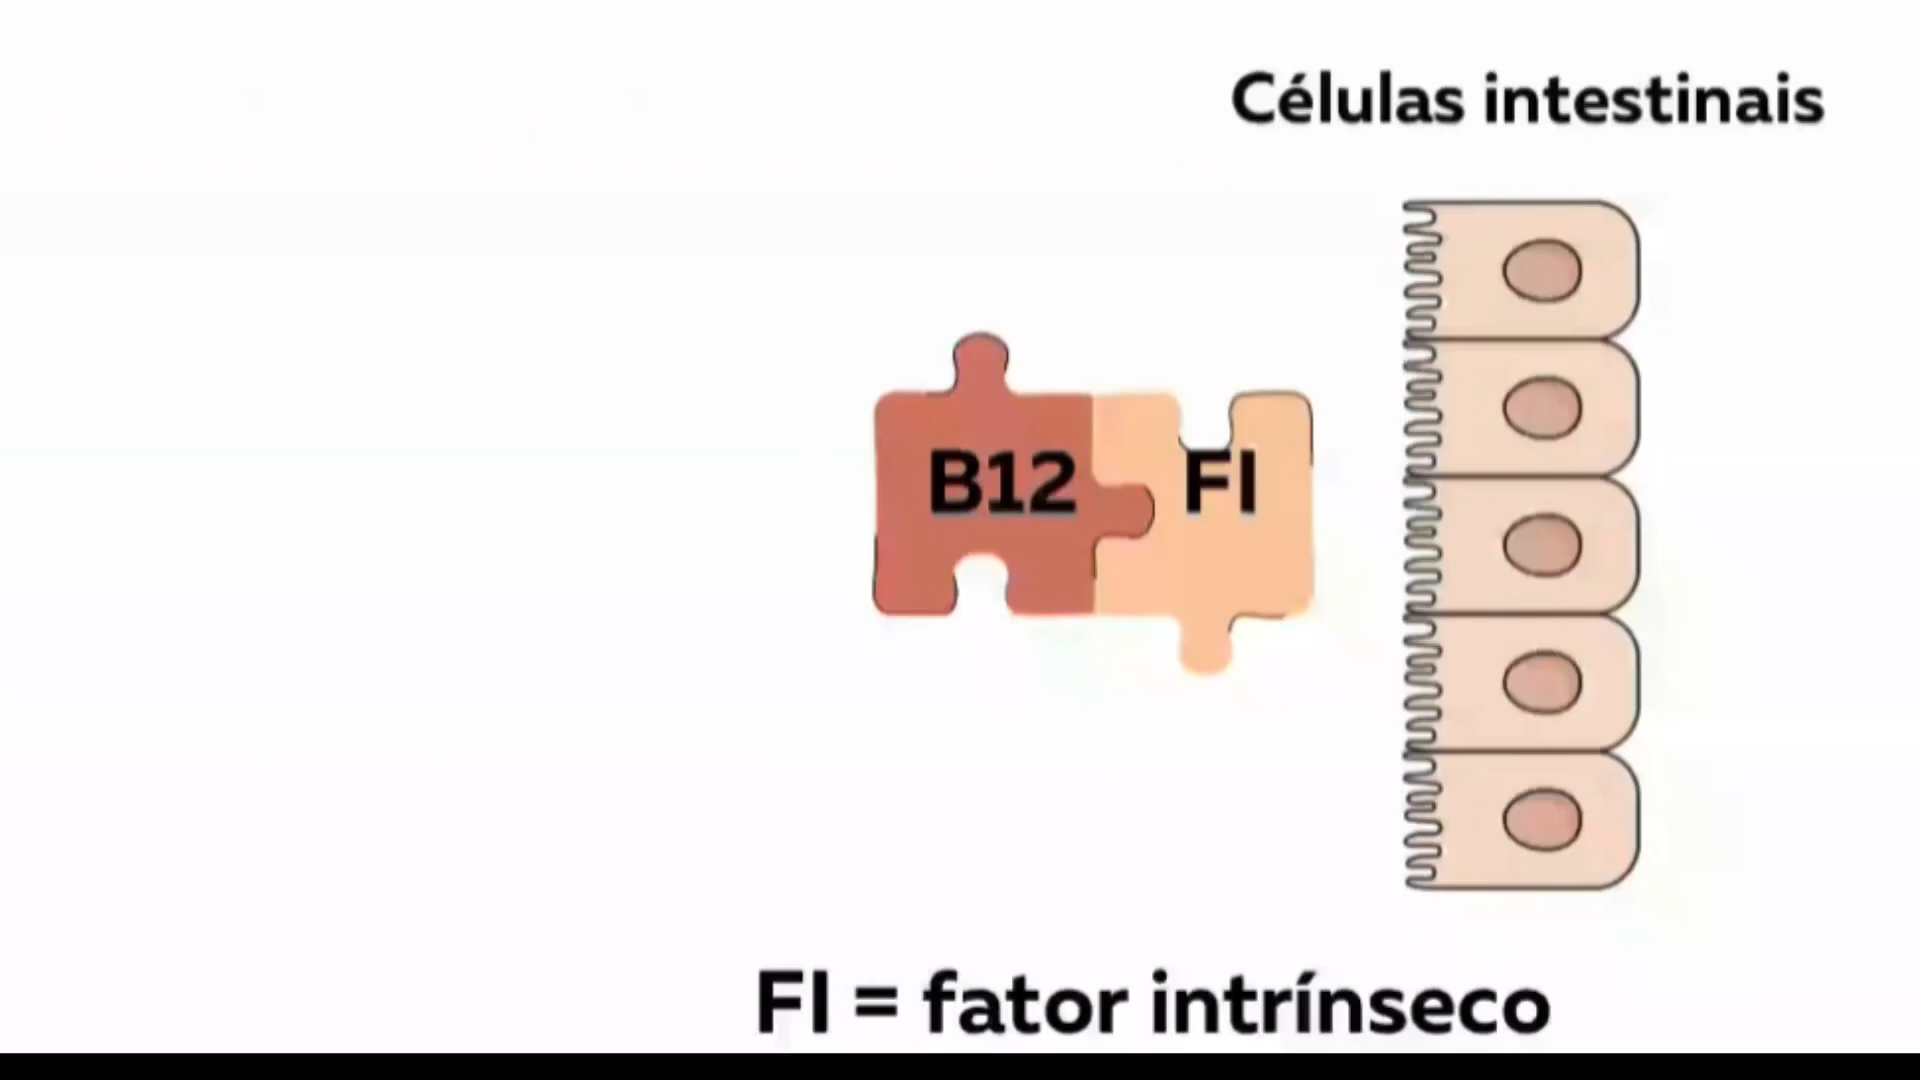 Células intestinais
B12
FI
FI = fator intrínseco